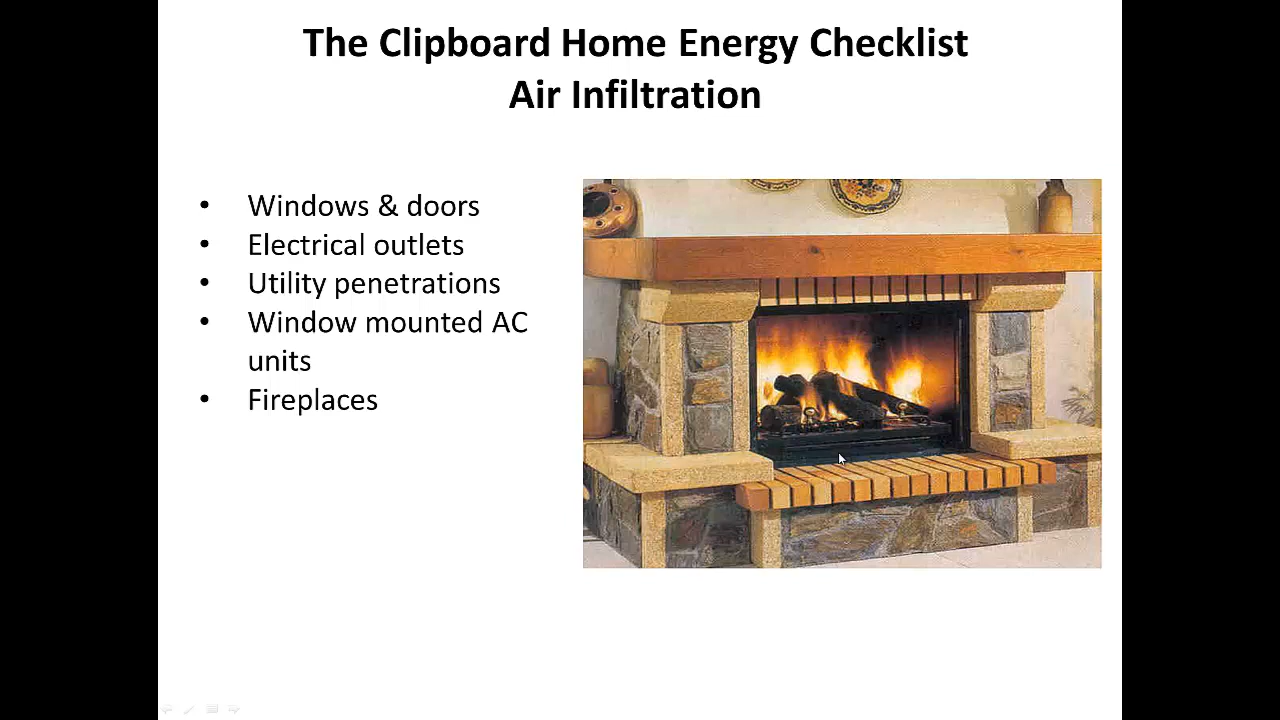 The Clipboard Home Energy Checklist
Air Infiltration
• Windows & doors
• Electrical outlets
• Utility penetrations
• Window mounted AC
units
• Fireplaces